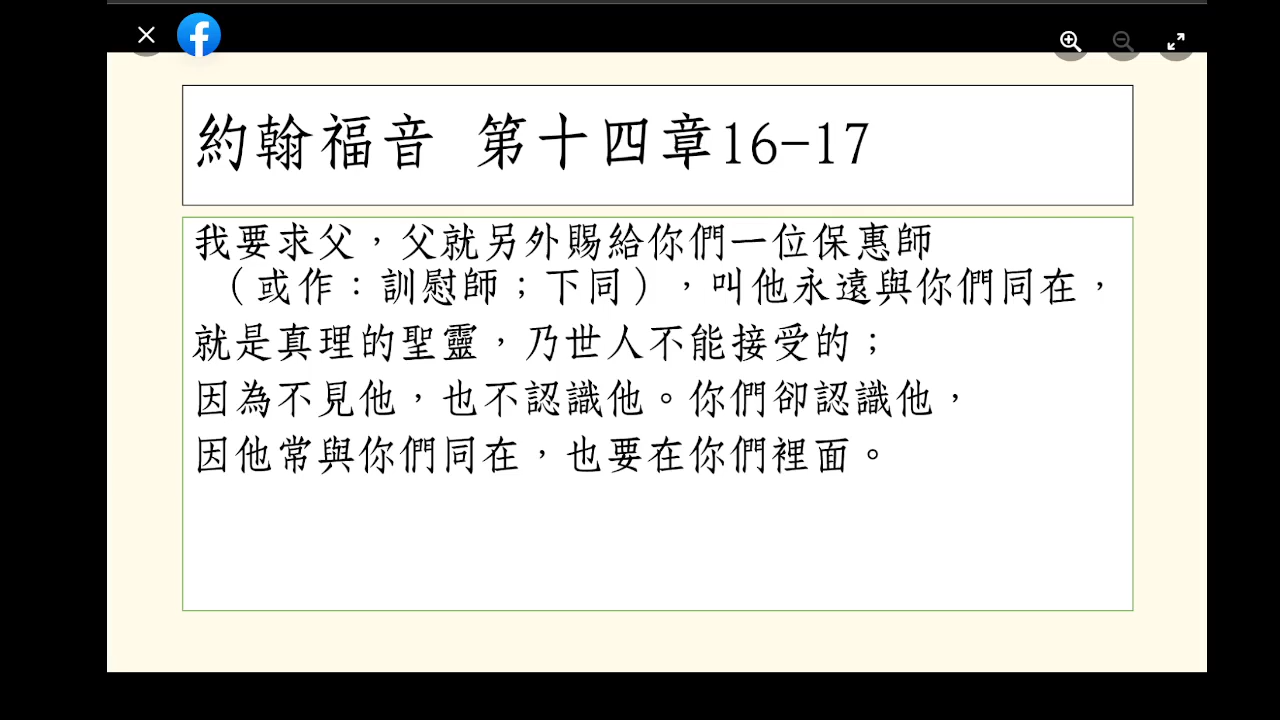 約翰福音 第十四章16-17
我要求父，父就另外賜給你們一位保惠師
（或作：訓慰師；下同），叫他永遠與你們同在，
就是真理的聖靈，乃世人不能接受的；
因為不見他，也不認識他。你們卻認識他，
因他常與你們同在，也要在你們裡面。